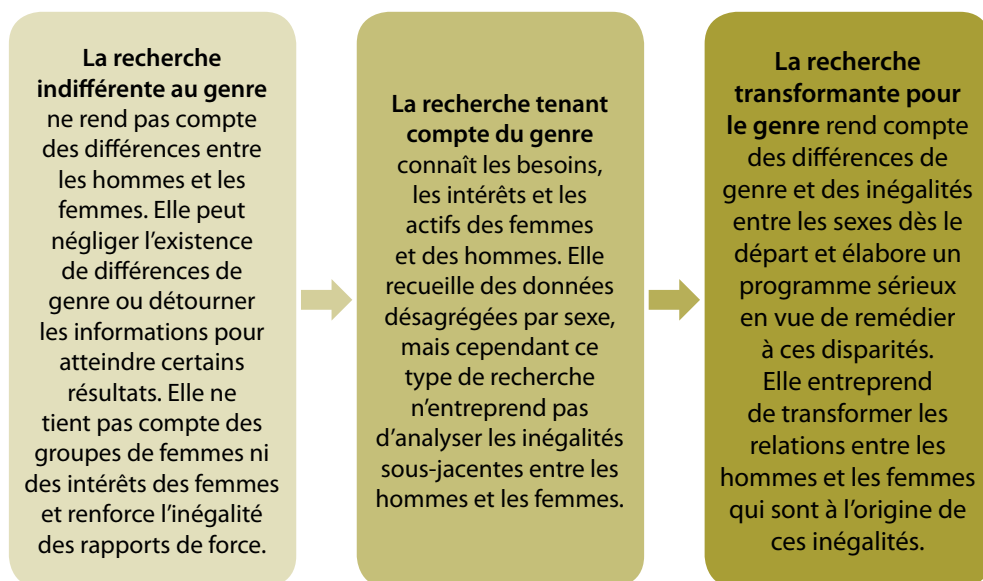 La recherche
indifférente au genre
ne rend pas compte
des différences entre
les hommes et les
femmes. Elle peut
négliger l’existence
de différences de
genre ou détourner
les informations pour
atteindre certains
résultats. Elle ne
tient pas compte des
groupes de femmes ni
des intérêts des femmes
et renforce l’inégalité
des rapports de force.
La recherche tenant
compte du genre
connaît les besoins,
les intérêts et les
actifs des femmes
et des hommes. Elle
recueille des données
désagrégées par sexe,
mais cependant ce
type de recherche
n’entreprend pas
d’analyser les inégalités
sous-jacentes entre les
hommes et les femmes.
La recherche
transformante pour
le genre rend compte
des différences de
genre et des inégalités
entre les sexes dès le
départ et élabore un
programme sérieux
en vue de remédier
à ces disparités.
Elle entreprend
de transformer les
relations entre les
hommes et les femmes
qui sont à l’origine de
ces inégalités.